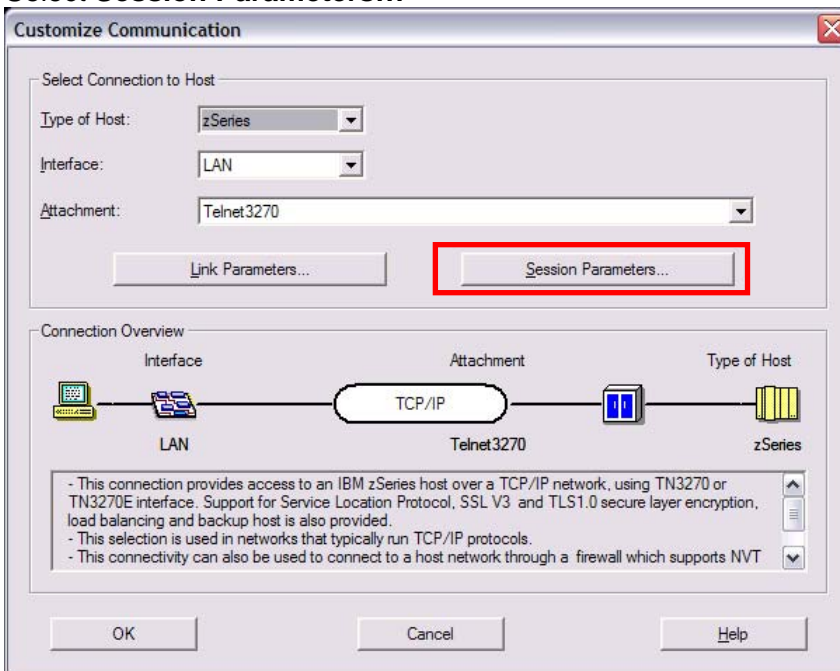 Select Session Parameters...
Customize Communication
Select Connection to Host
Type of Host: zSeries
Interface: LAN
Attachment: Telnet3270
Link Parameters... Session Parameters...
Connection Overview
Interface Attachment Type of Host
TCP/IP
LAN Telnet3270 zSeries
- This connection provides access to an IBM zSeries host over a TCP/IP network, using TN3270 or
TN3270E interface. Support for Service Location Protocol, SSL V3 and TLS1.0 secure layer encryption,
load balancing and backup host is also provided.
- This selection is used in networks that typically run TCP/IP protocols.
- This connectivity can also be used to connect to a host network through a firewall which supports NVT
OK Cancel Help